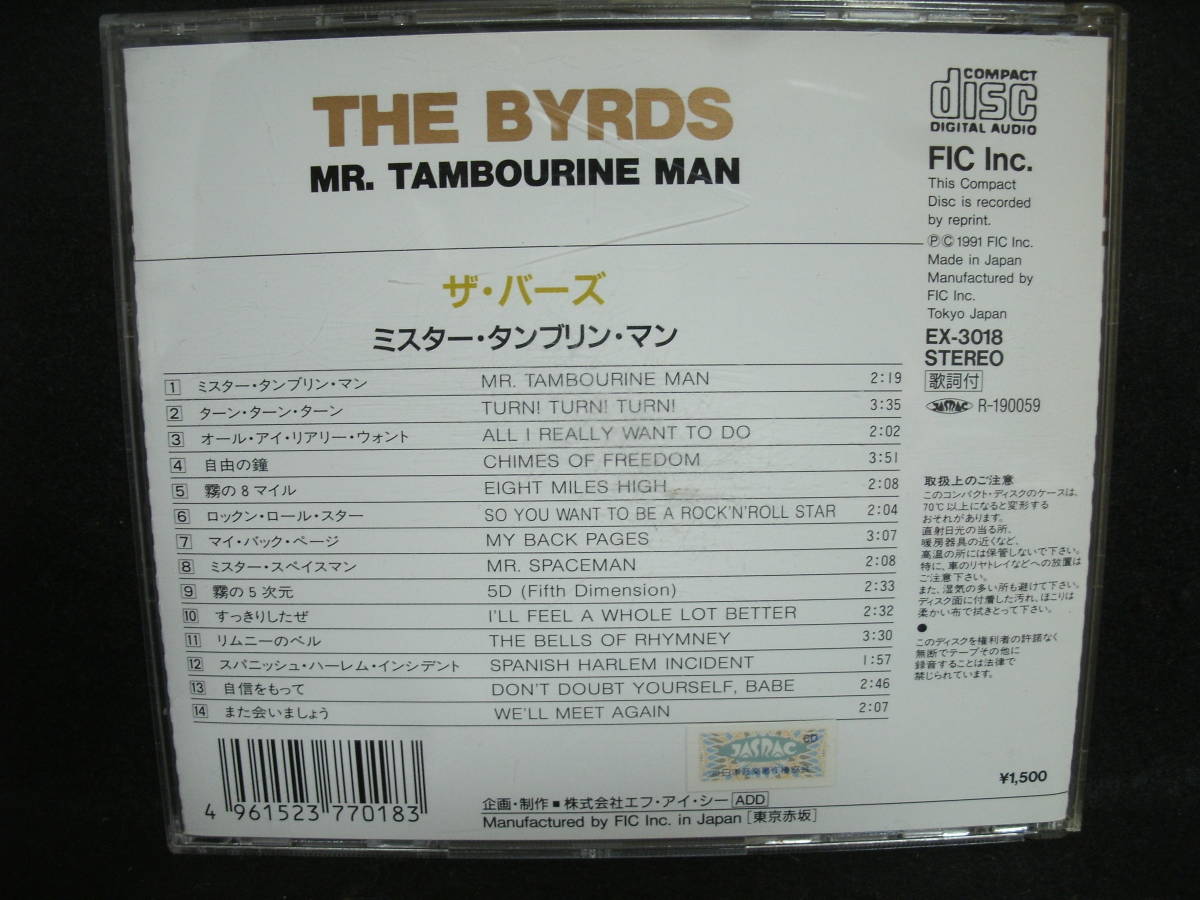 THE BYRDS
MR. TAMBOURINE MAN
ザ・バーズ
ミスター・タンブリン・マン
1 ミスター・タンブリン・マン MR. TAMBOURINE MAN 2:19
2 ターン・ターン・ターン TURN! TURN! TURN! 3:35
3 オール・アイ・リアリー・ウォント ALL I REALLY WANT TO DO 2:02
4 自由の鐘 CHIMES OF FREEDOM 3:51
5 霧の8マイル EIGHT MILES HIGH 2:08
6 ロックン・ロール・スター SO YOU WANT TO BE A ROCK'N'ROLL STAR 2:04
7 マイ・バック・ページ MY BACK PAGES 3:07
8 ミスター・スペイスマン MR. SPACEMAN 2:08
9 霧の5次元 5D (Fifth Dimension) 2:33
10 すっきりしたぜ I'LL FEEL A WHOLE LOT BETTER 2:32
11 リムニーのベル THE BELLS OF RHYMNEY 3:30
12 スパニッシュ・ハーレム・インシデント SPANISH HARLEM INCIDENT 1:57
13 自信をもって DON'T DOUBT YOURSELF, BABE 2:46
14 また会いましょう WE'LL MEET AGAIN 2:07
COMPACT
disc
DIGITAL AUDIO
FIC Inc.
This Compact
Disc is recorded
by reprint.
ⓅⒸ1991 FIC Inc.
Made in Japan
Manufactured by
FIC Inc.
Tokyo Japan
EX-3018
STEREO
歌詞付
JASRAC R-190059
取扱上のご注意
このコンパクト・ディスクのケースは、
70℃以上になると変形する
おそれがあります。
直射日光の当る所、
暖房器具の近くなど、
高温の所には保管しないで下さい。
特に、車のリヤトレイなどへの放置は
ご注意下さい。
また、湿気の多い所も避けて下さい。
ディスク面に付着した汚れ、ほこりは
柔かい布で拭きとって下さい。
●
このディスクを権利者の許諾なく
無断でテープその他に
録音することは法律で
禁じられています。
¥1,500
JASRAC
CD
日本音楽著作権協会
4 961523 770183
企画・制作■株式会社エフ・アイ・シー ADD
Manufactured by FIC Inc. in Japan [東京赤坂]